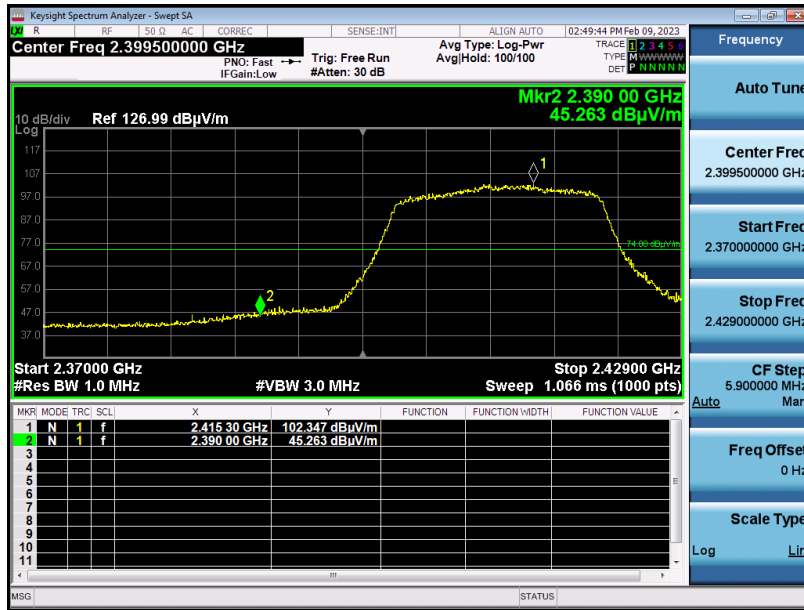 Keysight Spectrum Analyzer - Swept SA
LXI R RF 50 Ω AC CORREC SENSE:INT ALIGN AUTO 02:49:44 PM Feb 09, 2023
Center Freq 2.399500000 GHz
PNO: Fast
IFGain:Low
Trig: Free Run
#Atten: 30 dB
Avg Type: Log-Pwr
Avg|Hold: 100/100
TRACE 1 2 3 4 5 6
TYPE M W W W W W
DET P N N N N N
Mkr2 2.390 00 GHz
45.263 dBµV/m
10 dB/div Ref 126.99 dBµV/m
Log
117
107
97.0
87.0
77.0
67.0
57.0
47.0
37.0
1
2
74.00 dBµV/m
Start 2.37000 GHz Stop 2.42900 GHz
#Res BW 1.0 MHz #VBW 3.0 MHz Sweep 1.066 ms (1000 pts)
MKR MODE TRC SCL X Y FUNCTION FUNCTION WIDTH FUNCTION VALUE
1 N 1 f 2.415 30 GHz 102.347 dBµV/m
2 N 1 f 2.390 00 GHz 45.263 dBµV/m
3
4
5
6
7
8
9
10
11
MSG STATUS
Frequency
Auto Tune
Center Freq
2.399500000 GHz
Start Freq
2.370000000 GHz
Stop Freq
2.429000000 GHz
CF Step
5.900000 MHz
Auto Man
Freq Offset
0 Hz
Scale Type
Log Lin